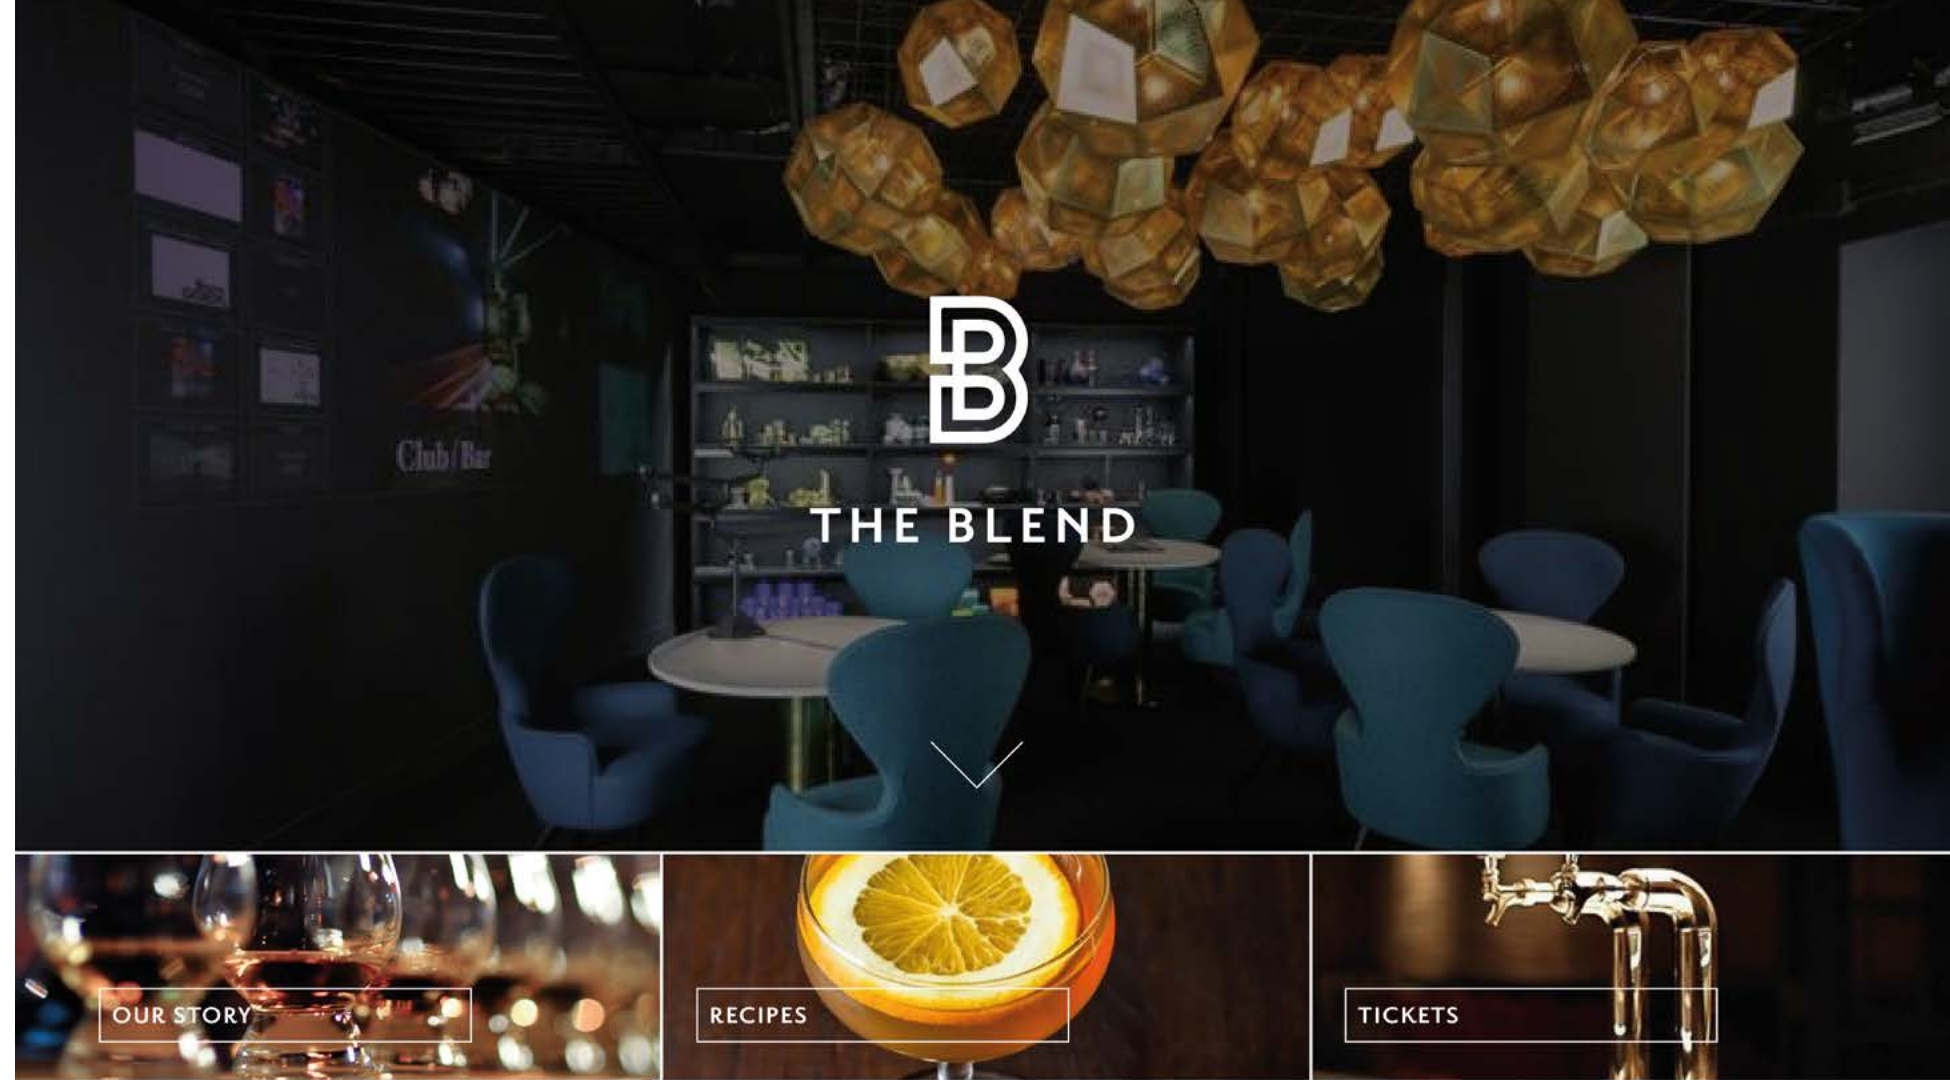 Club/Bar
B
THE BLEND
OUR STORY
RECIPES
TICKETS